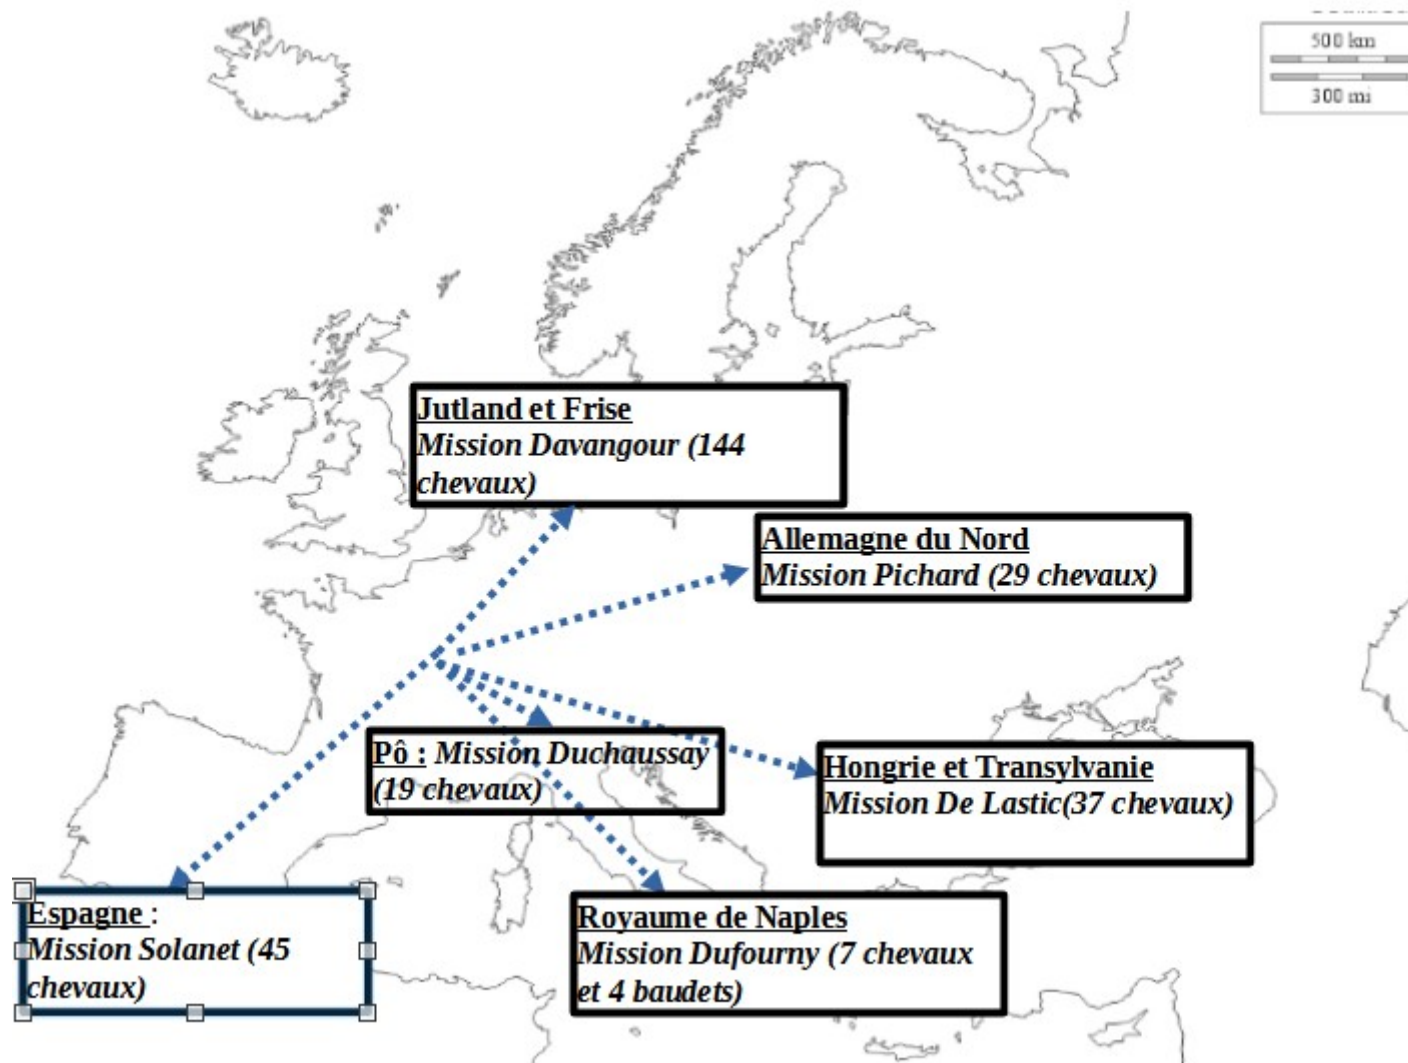 500 km
300 mi
Jutland et Frise
Mission Davangour (144
chevaux)
Allemagne du Nord
Mission Pichard (29 chevaux)
Pô : Mission Duchaussay
(19 chevaux)
Hongrie et Transylvanie
Mission De Lastic(37 chevaux)
Espagne :
Mission Solanet (45
chevaux)
Royaume de Naples
Mission Dufourny (7 chevaux
et 4 baudets)